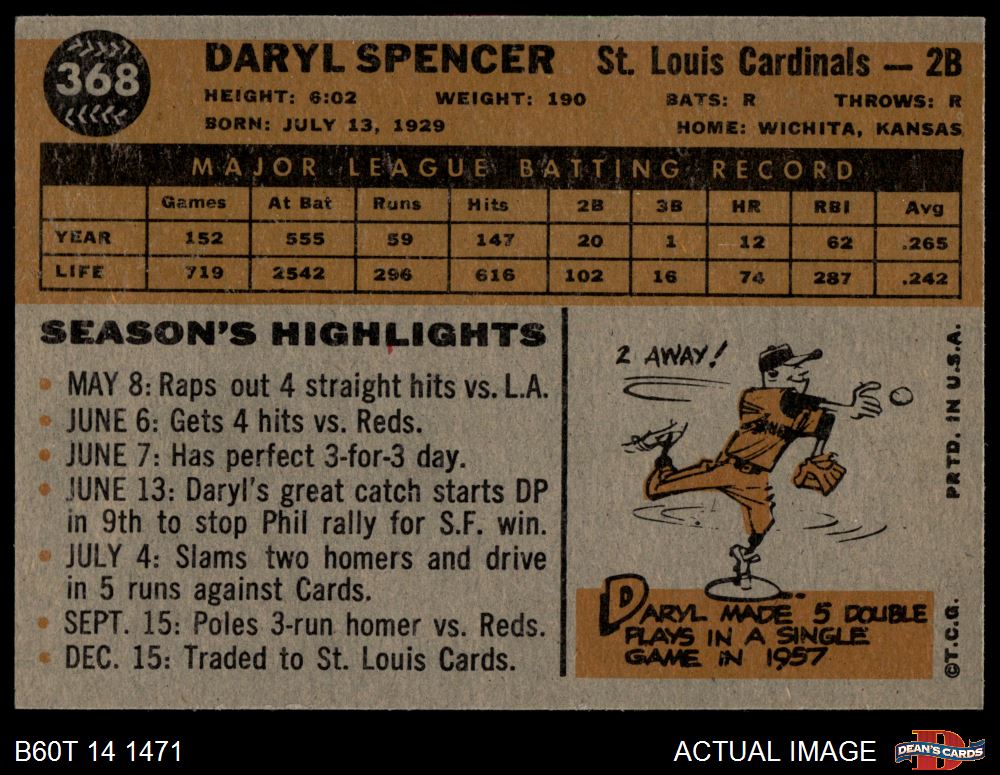 368
DARYL SPENCER St. Louis Cardinals — 2B
HEIGHT: 6:02 WEIGHT: 190 BATS: R THROWS: R
BORN: JULY 13, 1929 HOME: WICHITA, KANSAS
MAJOR LEAGUE BATTING RECORD
Games At Bat Runs Hits 2B 3B HR RBI Avg
YEAR 152 555 59 147 20 1 12 62 .265
LIFE 719 2542 296 616 102 16 74 287 .242
SEASON'S HIGHLIGHTS
• MAY 8: Raps out 4 straight hits vs. L.A.
• JUNE 6: Gets 4 hits vs. Reds.
• JUNE 7: Has perfect 3-for-3 day.
• JUNE 13: Daryl's great catch starts DP
in 9th to stop Phil rally for S.F. win.
• JULY 4: Slams two homers and drive
in 5 runs against Cards.
• SEPT. 15: Poles 3-run homer vs. Reds.
• DEC. 15: Traded to St. Louis Cards.
2 AWAY!
DARYL MADE 5 DOUBLE
PLAYS IN A SINGLE
GAME IN 1957
©T.C.G. PRTD. IN U.S.A.
B60T 14 1471 ACTUAL IMAGE
DEAN'S CARDS